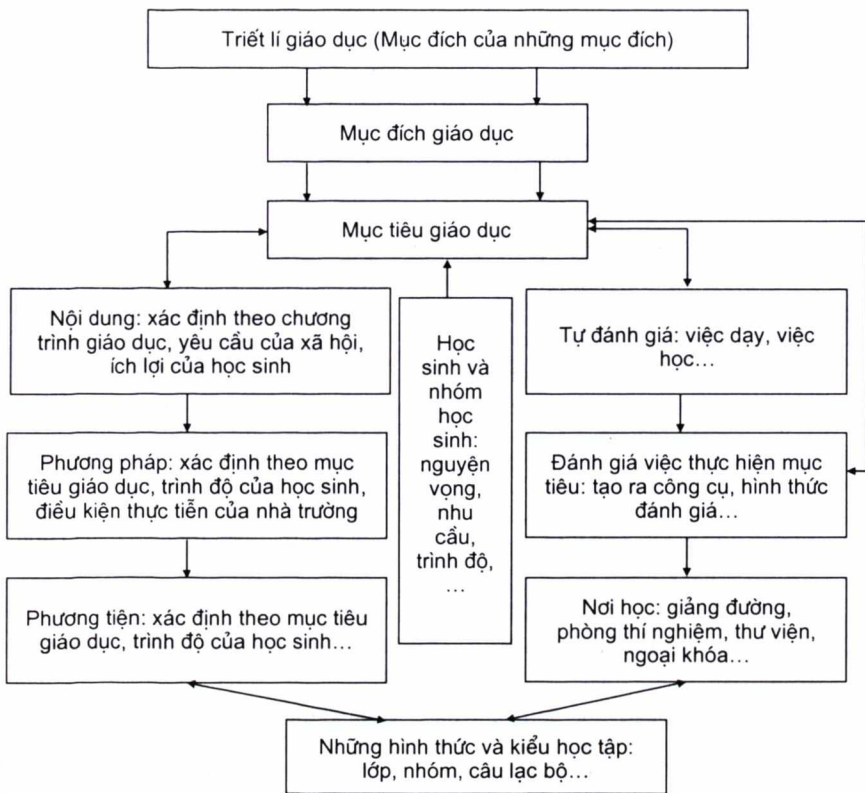 Triết lí giáo dục (Mục đích của những mục đích)
Mục đích giáo dục
Mục tiêu giáo dục
Nội dung: xác định theo chương
trình giáo dục, yêu cầu của xã hội,
ích lợi của học sinh
Phương pháp: xác định theo mục
tiêu giáo dục, trình độ của học sinh,
điều kiện thực tiễn của nhà trường
Phương tiện: xác định theo mục tiêu
giáo dục, trình độ của học sinh…
Học
sinh và
nhóm
học
sinh:
nguyện
vọng,
nhu
cầu,
trình độ,
…
Tự đánh giá: việc dạy, việc
học…
Đánh giá việc thực hiện mục
tiêu: tạo ra công cụ, hình thức
đánh giá…
Nơi học: giảng đường,
phòng thí nghiệm, thư viện,
ngoại khóa…
Những hình thức và kiểu học tập:
lớp, nhóm, câu lạc bộ…